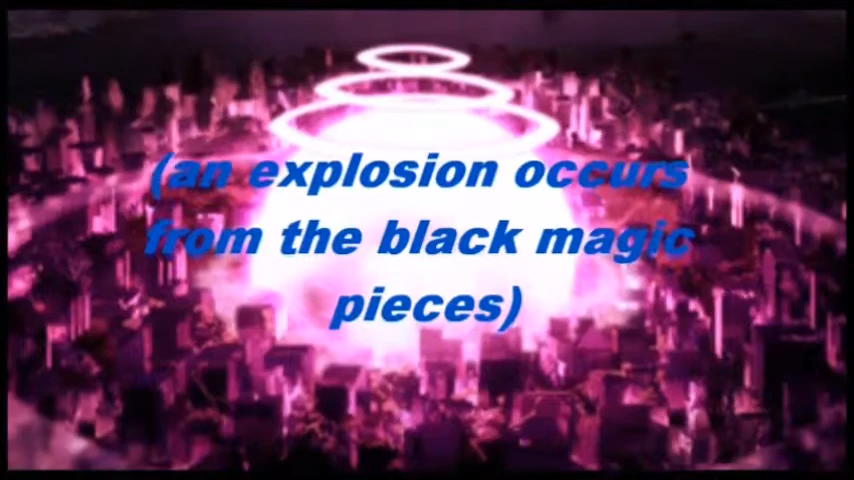 (an explosion occurs
from the black magic
pieces)